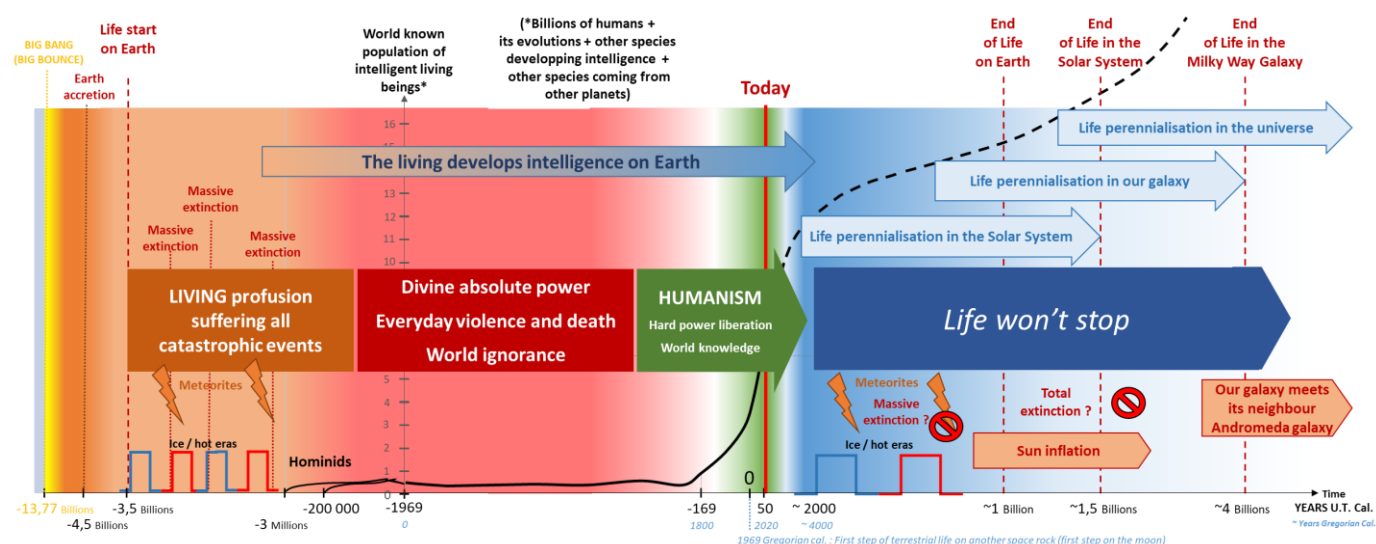 BIG BANG
(BIG BOUNCE)
Life start
on Earth
Earth
accretion
World known
population of
intelligent living
beings*
(*Billions of humans +
its evolutions + other species
developping intelligence +
other species coming from
other planets)
Today
End
of Life
on Earth
End
of Life in the
Solar System
End
of Life in the
Milky Way Galaxy
16
14
13
12
11
10
The living develops intelligence on Earth
Life perennialisation in the universe
Life perennialisation in our galaxy
Life perennialisation in the Solar System
Massive
extinction
Massive
extinction
Massive
extinction
LIVING profusion
suffering all
catastrophic events
Divine absolute power
Everyday violence and death
World ignorance
HUMANISM
Hard power liberation
World knowledge
Life won't stop
5
4
3
2
1
0
Meteorites
Ice / hot eras
Hominids
0
Meteorites
Massive
extinction ?
Ice / hot eras
Total
extinction ?
Sun inflation
Our galaxy meets
its neighbour
Andromeda galaxy
-13,77 Billions
-4,5 Billions
-3,5 Billions
-3 Millions
-200 000
-1969
0
-169
1800
50
2020
~ 2000
~4000
~1 Billion
~1,5 Billions
~4 Billions
Time
YEARS U.T. Cal.
~ Years Gregorian Cal.
1969 Gregorian cal. : First step of terrestrial life on another space rock (first step on the moon)